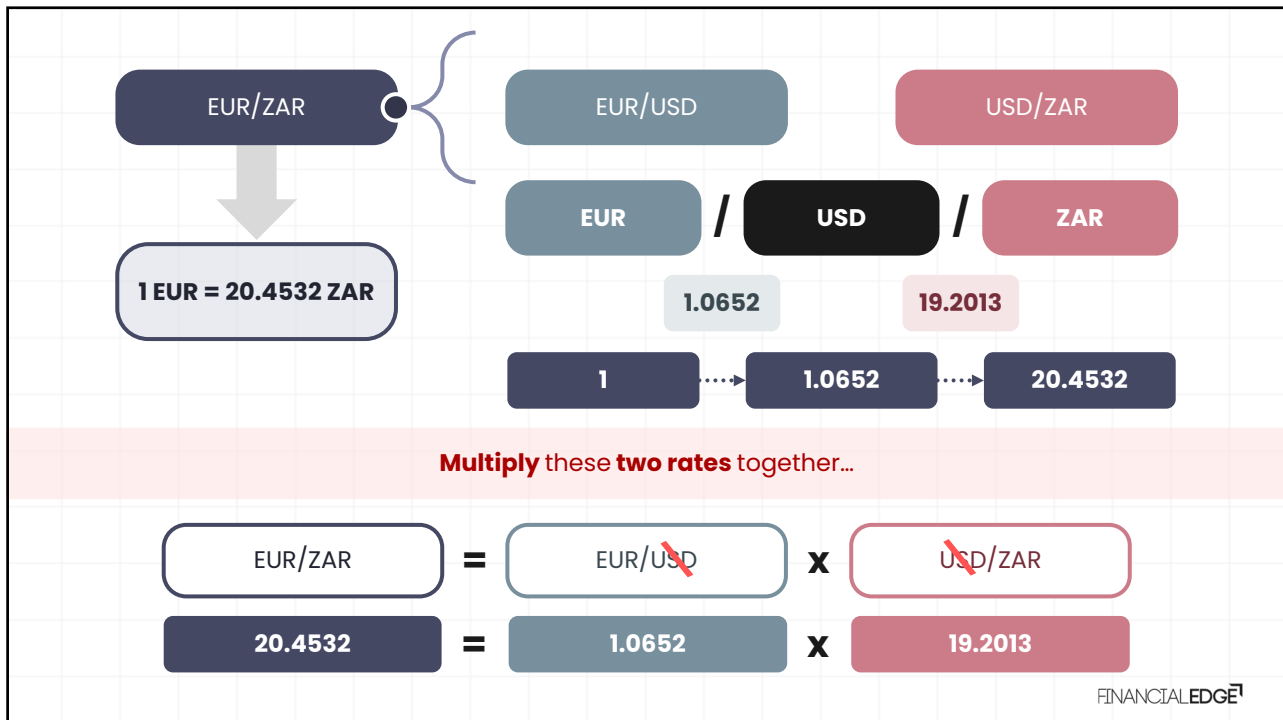 EUR/ZAR
EUR/USD
USD/ZAR
EUR / USD / ZAR
1 EUR = 20.4532 ZAR
1.0652
19.2013
1
1.0652
20.4532
Multiply these two rates together…
EUR/ZAR = EUR/USD x USD/ZAR
20.4532 = 1.0652 x 19.2013
FINANCIALEDGE